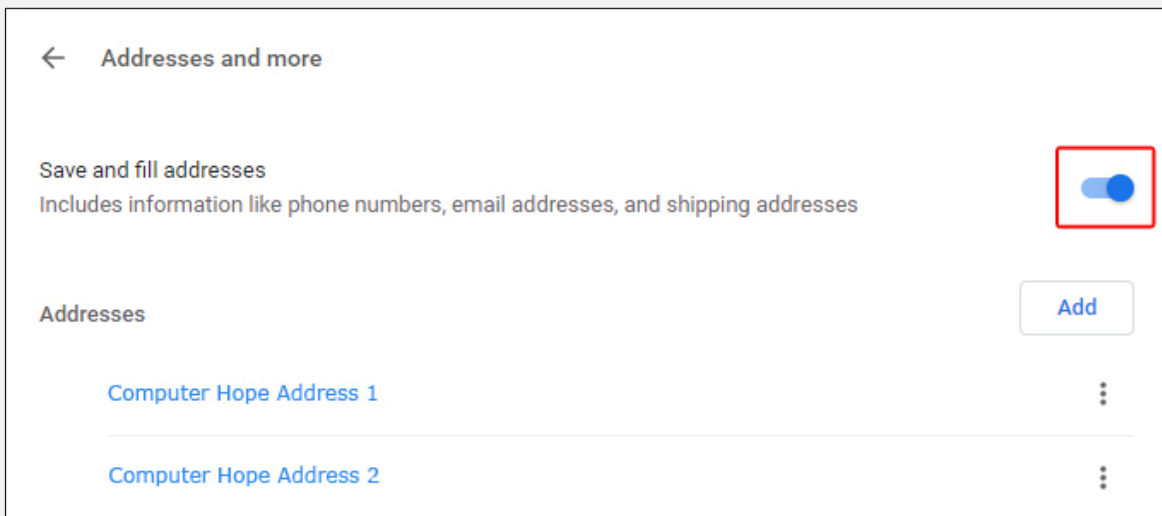 Addresses and more
Save and fill addresses
Includes information like phone numbers, email addresses, and shipping addresses
Addresses
Add
Computer Hope Address 1
Computer Hope Address 2